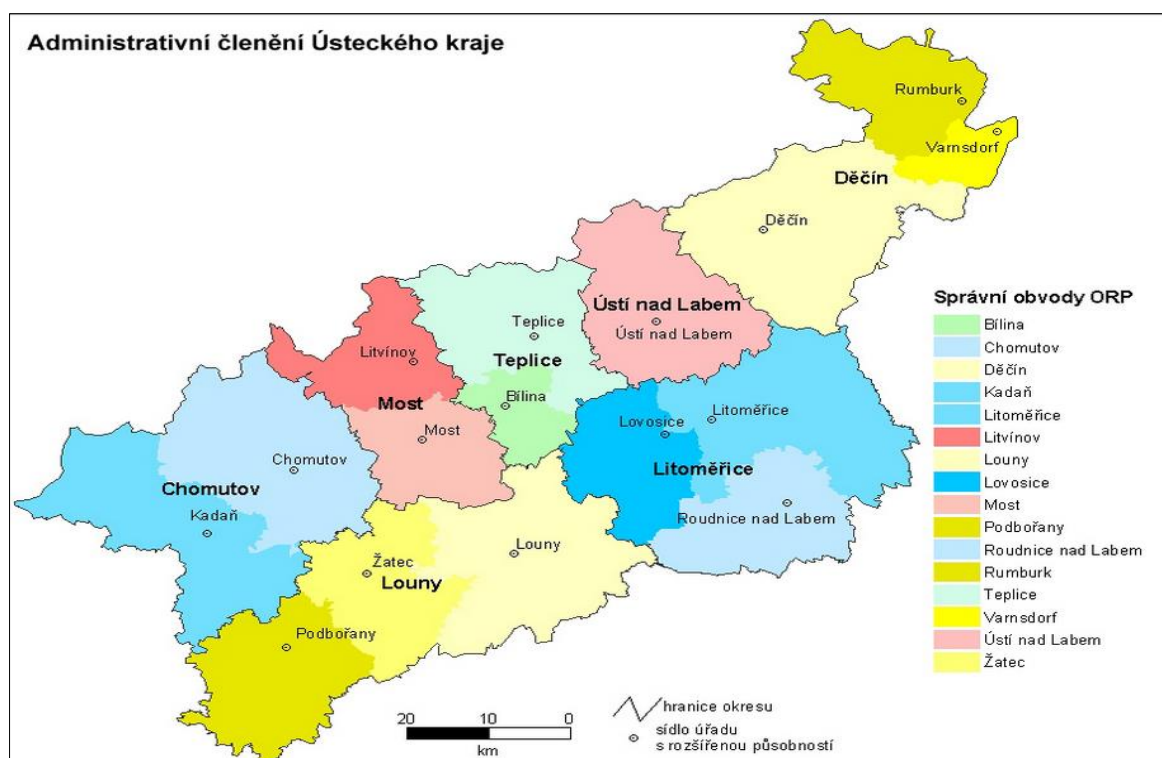 Administrativní členění Ústeckého kraje
Rumburk
Varnsdorf
Děčín
Děčín
Ústí nad Labem
Ústí nad Labem
Teplice
Teplice
Litvínov
Most
Bílina
Most
Litoměřice
Lovosice
Litoměřice
Chomutov
Chomutov
Kadaň
Roudnice nad Labem
Louny
Žatec
Louny
Podbořany
Správní obvody ORP
Bílina
Chomutov
Děčín
Kadaň
Litoměřice
Litvínov
Louny
Lovosice
Most
Podbořany
Roudnice nad Labem
Rumburk
Teplice
Varnsdorf
Ústí nad Labem
Žatec
20 10 0
km
hranice okresu
sídlo úřadu
s rozšířenou působností